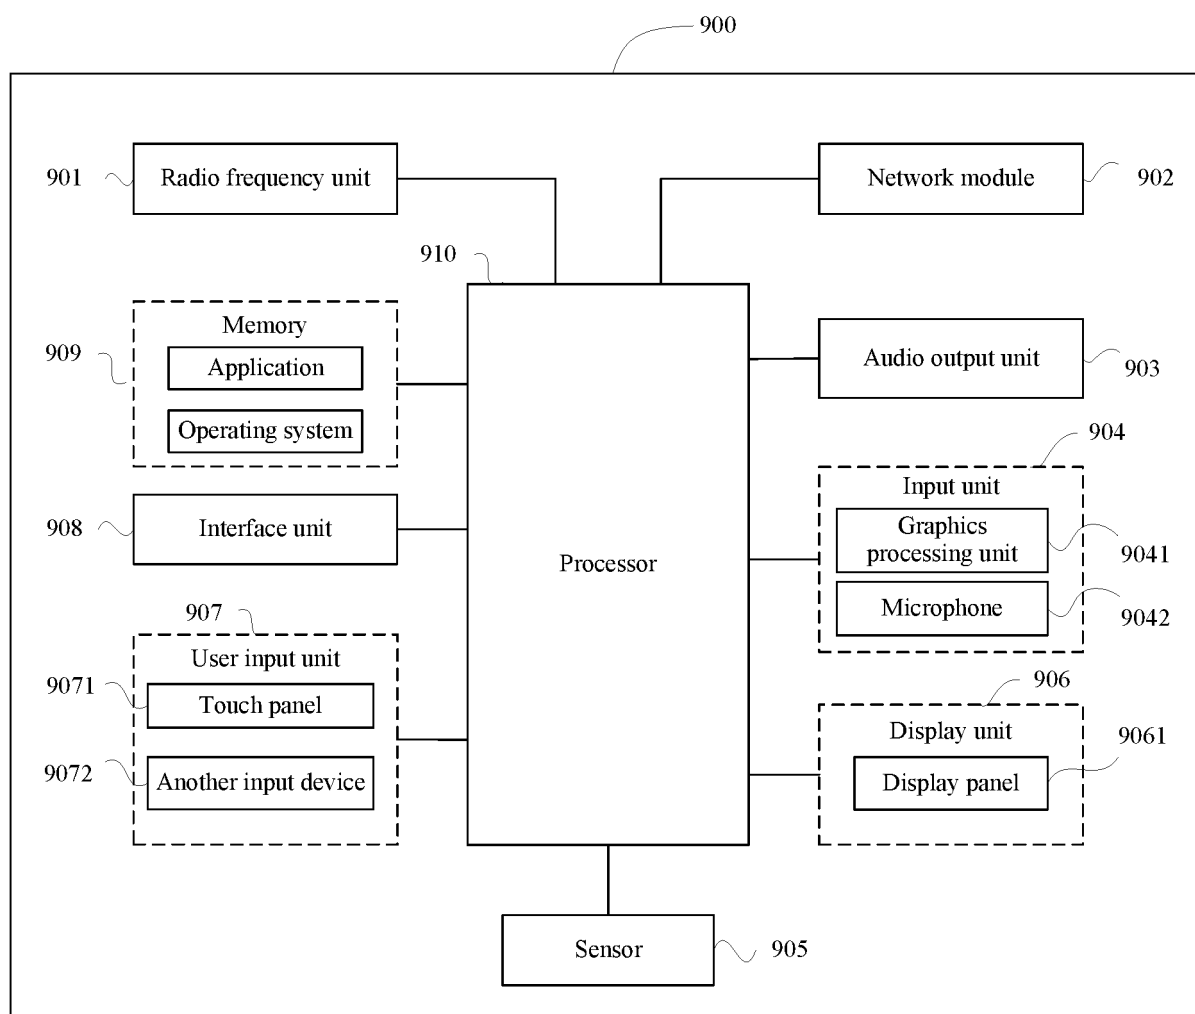 900
901
Radio frequency unit
Network module
902
910
Memory
909
Application
Operating system
Audio output unit
903
904
Input unit
Graphics
processing unit
9041
Microphone
9042
908
Interface unit
Processor
907
User input unit
9071
Touch panel
9072
Another input device
906
Display unit
9061
Display panel
Sensor
905